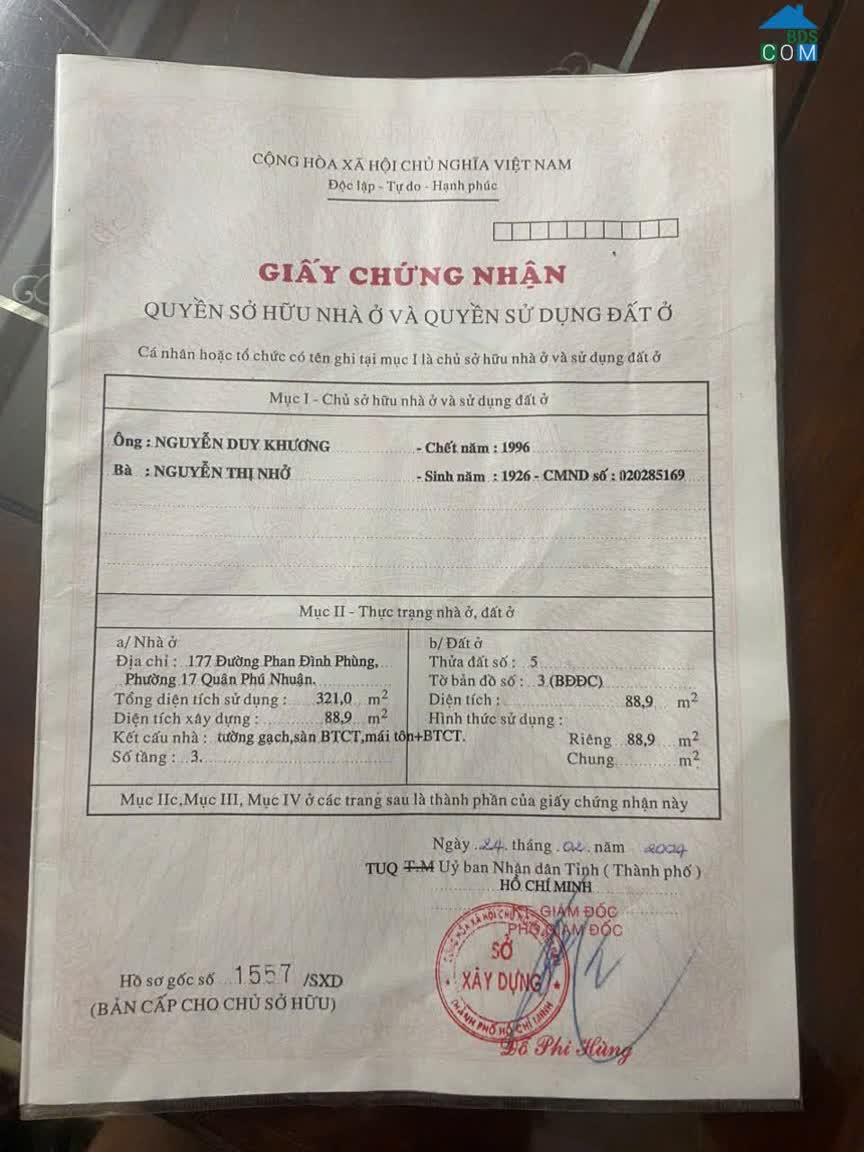 BDS
COM
CỘNG HÒA XÃ HỘI CHỦ NGHĨA VIỆT NAM
Độc lập - Tự do - Hạnh phúc
GIẤY CHỨNG NHẬN
QUYỀN SỞ HỮU NHÀ Ở VÀ QUYỀN SỬ DỤNG ĐẤT Ở
Cá nhân hoặc tổ chức có tên ghi tại mục I là chủ sở hữu nhà ở và sử dụng đất ở
Mục I - Chủ sở hữu nhà ở và sử dụng đất ở
Ông : NGUYỄN DUY KHƯƠNG - Chết năm : 1996
Bà : NGUYỄN THỊ NHỞ - Sinh năm : 1926 - CMND số : 020285169
Mục II - Thực trạng nhà ở, đất ở
a/ Nhà ở
Địa chỉ : 177 Đường Phan Đình Phùng,
Phường 17 Quận Phú Nhuận.
Tổng diện tích sử dụng : 321,0 m2
Diện tích xây dựng : 88,9 m2
Kết cấu nhà : tường gạch,sàn BTCT,mái tôn+BTCT.
Số tầng : 3.
b/ Đất ở
Thửa đất số : 5
Tờ bản đồ số : 3 (BĐĐC)
Diện tích : 88,9 m2
Hình thức sử dụng :
Riêng 88,9 m2
Chung m2
Mục IIc,Mục III, Mục IV ở các trang sau là thành phần của giấy chứng nhận này
Ngày 24 tháng 02 năm 2004
TUQ T.M Uỷ ban Nhân dân Tỉnh ( Thành phố )
HỒ CHÍ MINH
KT. GIÁM ĐỐC
PHÓ GIÁM ĐỐC
SỞ
XÂY DỰNG
THÀNH PHỐ HỒ CHÍ MINH
Đỗ Phi Hùng
Hồ sơ gốc số 1557 /SXD
(BẢN CẤP CHO CHỦ SỞ HỮU)